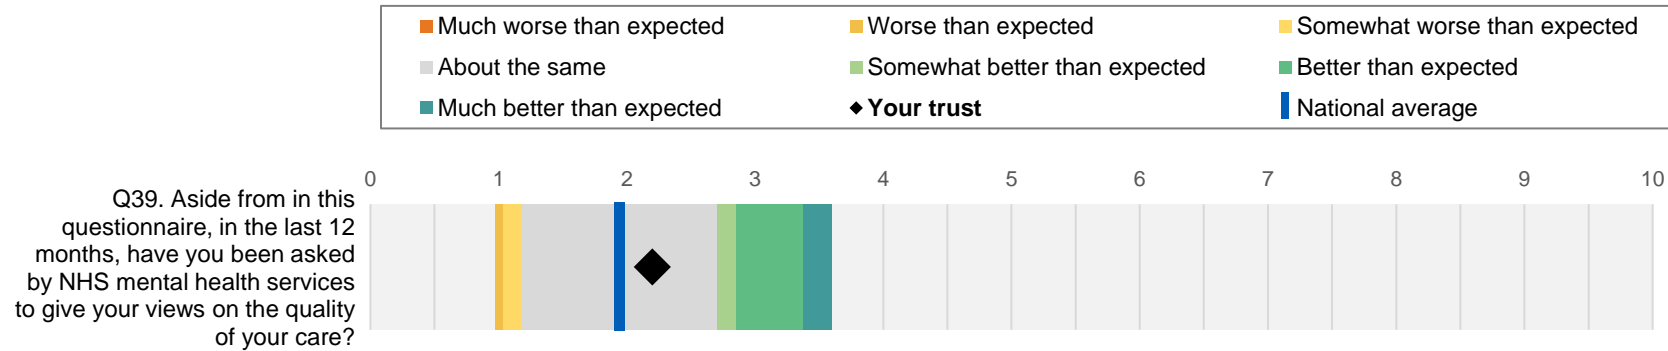 Much worse than expected
Worse than expected
Somewhat worse than expected
About the same
Somewhat better than expected
Better than expected
Much better than expected
Your trust
National average
0 1 2 3 4 5 6 7 8 9 10
Q39. Aside from in this
questionnaire, in the last 12
months, have you been asked
by NHS mental health services
to give your views on the quality
of your care?